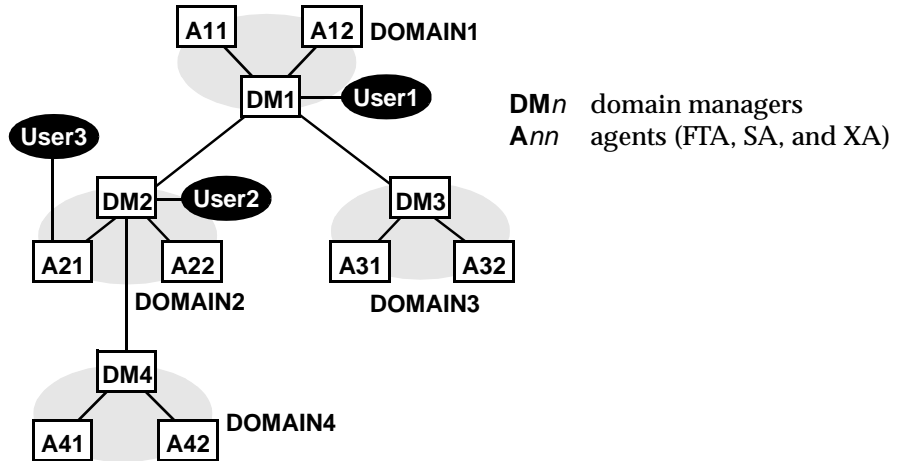 A11 A12 DOMAIN1
DM1 User1
DMn domain managers
Ann agents (FTA, SA, and XA)
User3
DM2 User2 DM3
A21 A22 A31 A32
DOMAIN2 DOMAIN3
DM4
A41 A42 DOMAIN4